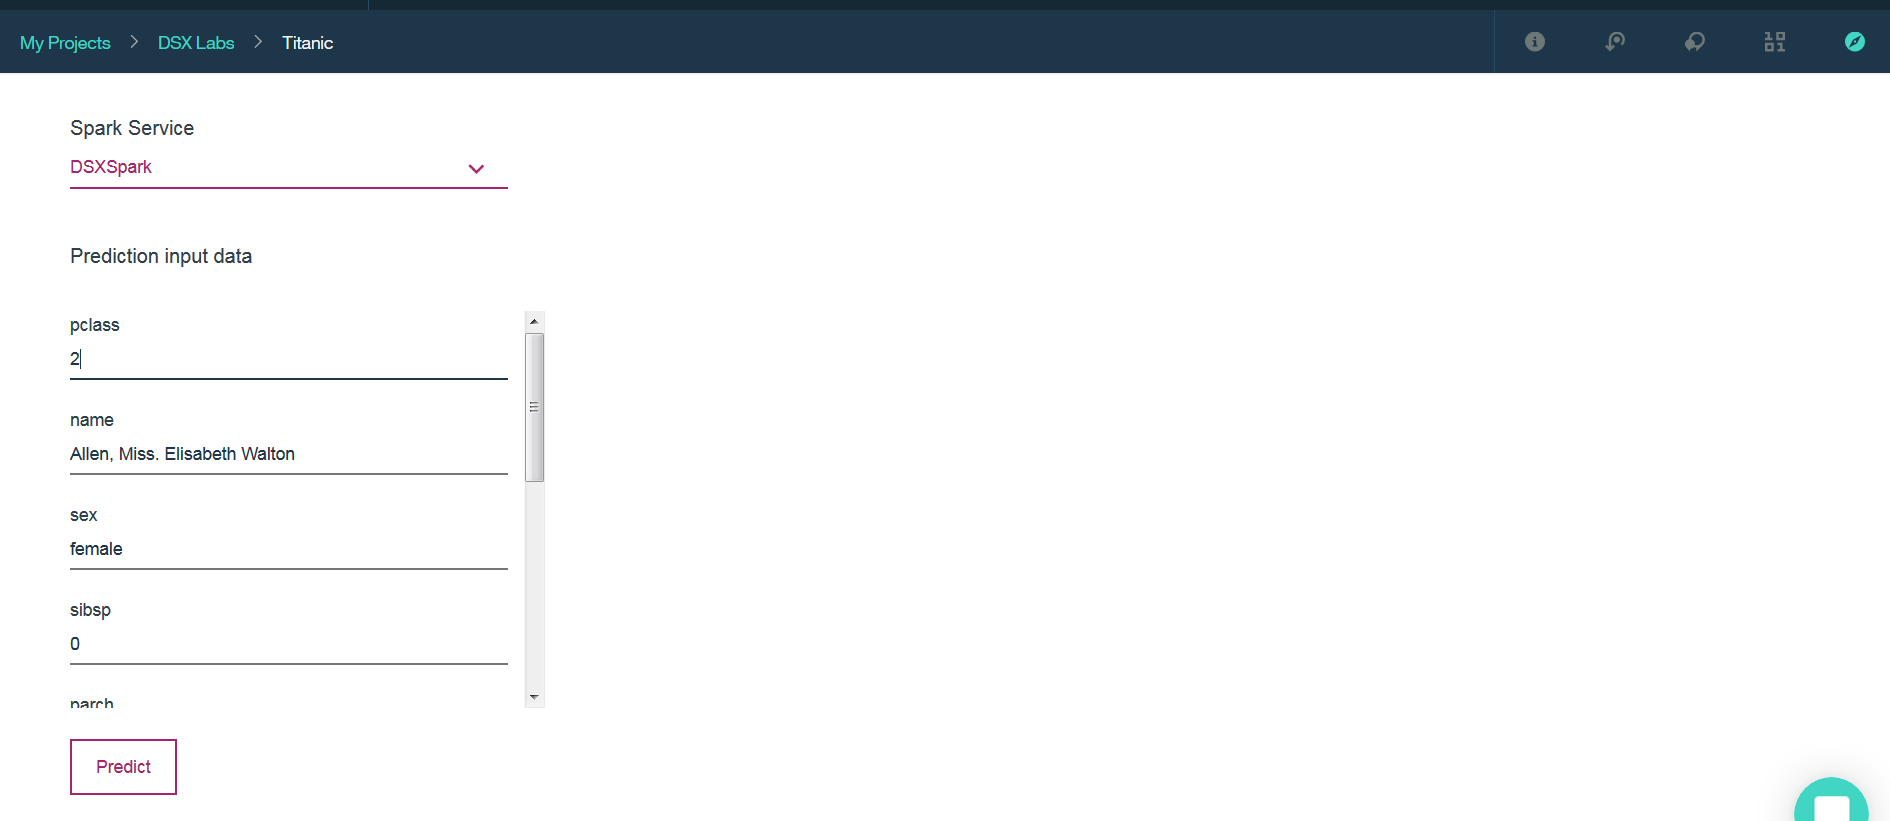 My Projects > DSX Labs > Titanic
Spark Service
DSXSpark
Prediction input data
pclass
2
name
Allen, Miss. Elisabeth Walton
sex
female
sibsp
0
parch
Predict